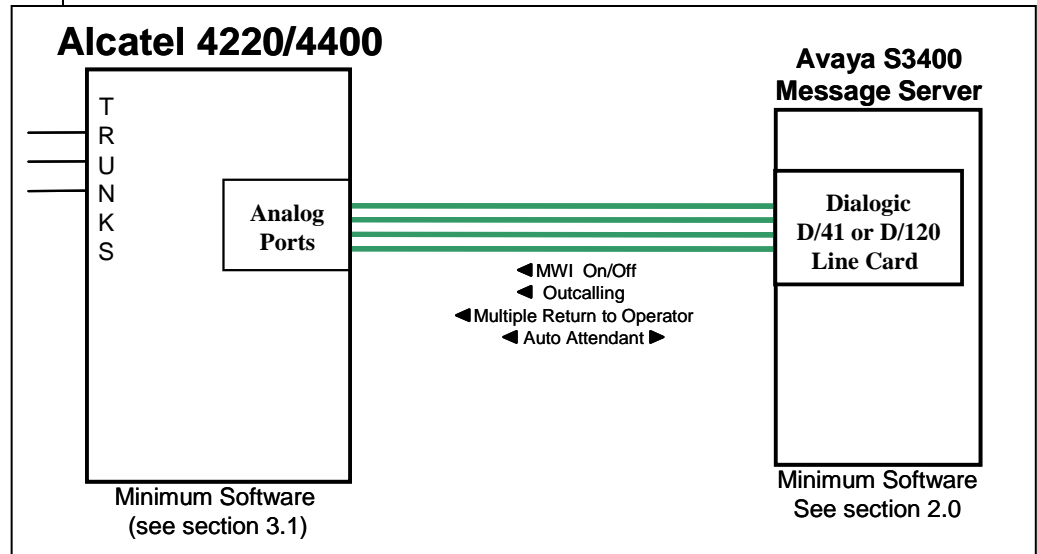 Alcatel 4220/4400
Avaya S3400
Message Server
T
R
U
N
K
S
Analog
Ports
Dialogic
D/41 or D/120
Line Card
MWI On/Off
Outcalling
Multiple Return to Operator
Auto Attendant
Minimum Software
(see section 3.1)
Minimum Software
See section 2.0